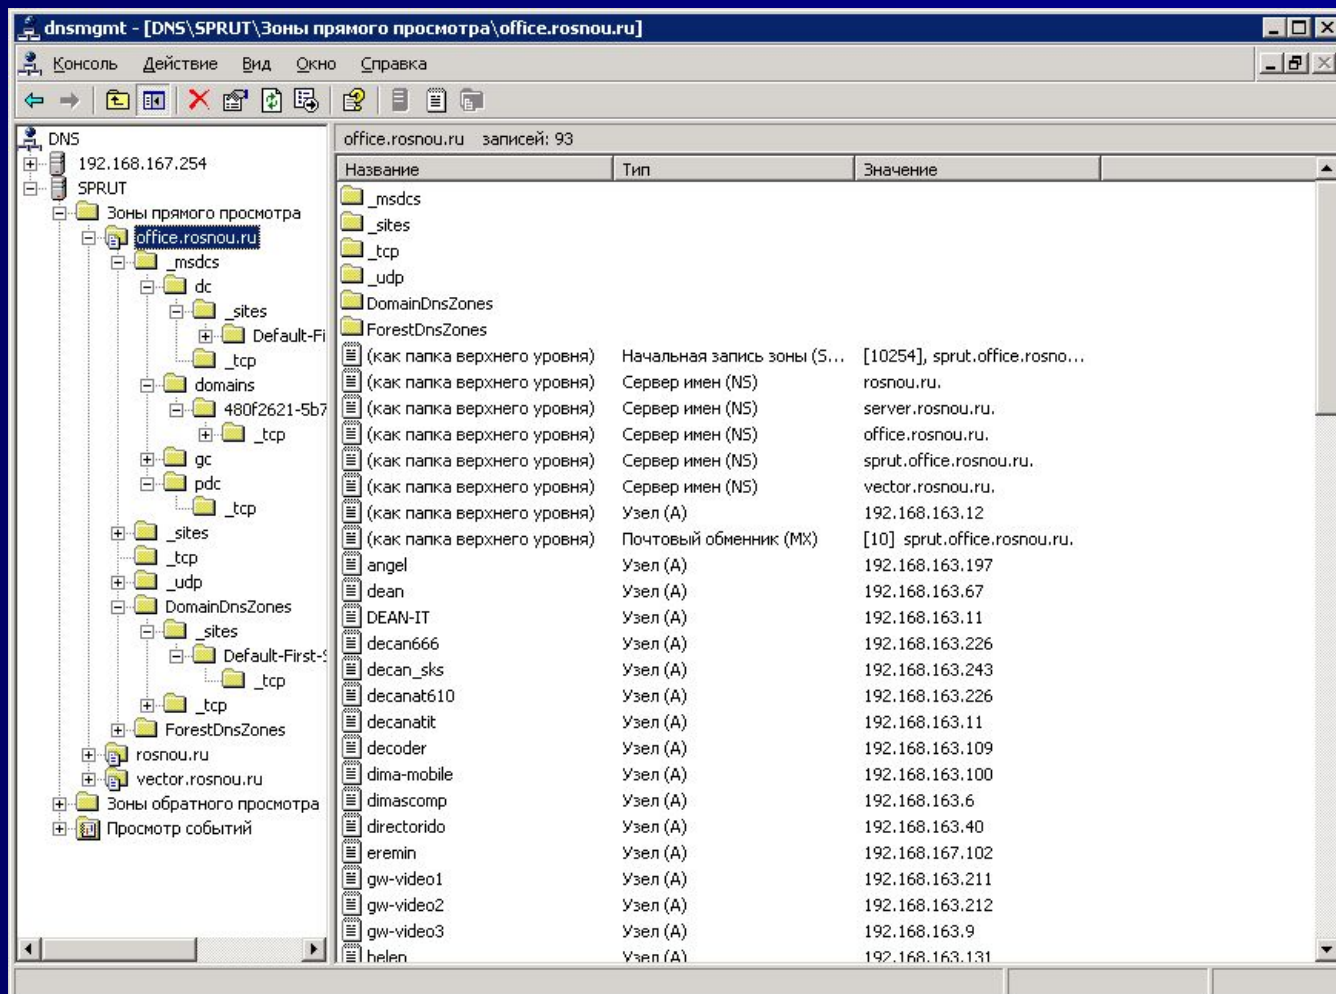 dnsmgmt - [DNS\SPRUT\Зоны прямого просмотра\office.rosnou.ru]
Консоль Действие Вид Окно Справка
DNS
192.168.167.254
SPRUT
Зоны прямого просмотра
office.rosnou.ru
_msdcs
dc
_sites
Default-Fi
_tcp
domains
480f2621-5b7
_tcp
gc
pdc
_tcp
_sites
_tcp
_udp
DomainDnsZones
_sites
Default-First-S
_tcp
_tcp
ForestDnsZones
rosnou.ru
vector.rosnou.ru
Зоны обратного просмотра
Просмотр событий
office.rosnou.ru записей: 93
Название Тип Значение
_msdcs
_sites
_tcp
_udp
DomainDnsZones
ForestDnsZones
(как папка верхнего уровня) Начальная запись зоны (S... [10254], sprut.office.rosno...
(как папка верхнего уровня) Сервер имен (NS) rosnou.ru.
(как папка верхнего уровня) Сервер имен (NS) server.rosnou.ru.
(как папка верхнего уровня) Сервер имен (NS) office.rosnou.ru.
(как папка верхнего уровня) Сервер имен (NS) sprut.office.rosnou.ru.
(как папка верхнего уровня) Сервер имен (NS) vector.rosnou.ru.
(как папка верхнего уровня) Узел (A) 192.168.163.12
(как папка верхнего уровня) Почтовый обменник (MX) [10] sprut.office.rosnou.ru.
angel Узел (A) 192.168.163.197
dean Узел (A) 192.168.163.67
DEAN-IT Узел (A) 192.168.163.11
decan666 Узел (A) 192.168.163.226
decan_sks Узел (A) 192.168.163.243
decanat610 Узел (A) 192.168.163.226
decanatit Узел (A) 192.168.163.11
decoder Узел (A) 192.168.163.109
dima-mobile Узел (A) 192.168.163.100
dimascomp Узел (A) 192.168.163.6
directorido Узел (A) 192.168.163.40
eremin Узел (A) 192.168.167.102
gw-video1 Узел (A) 192.168.163.211
gw-video2 Узел (A) 192.168.163.212
gw-video3 Узел (A) 192.168.163.9
helen Узел (A) 192.168.163.131